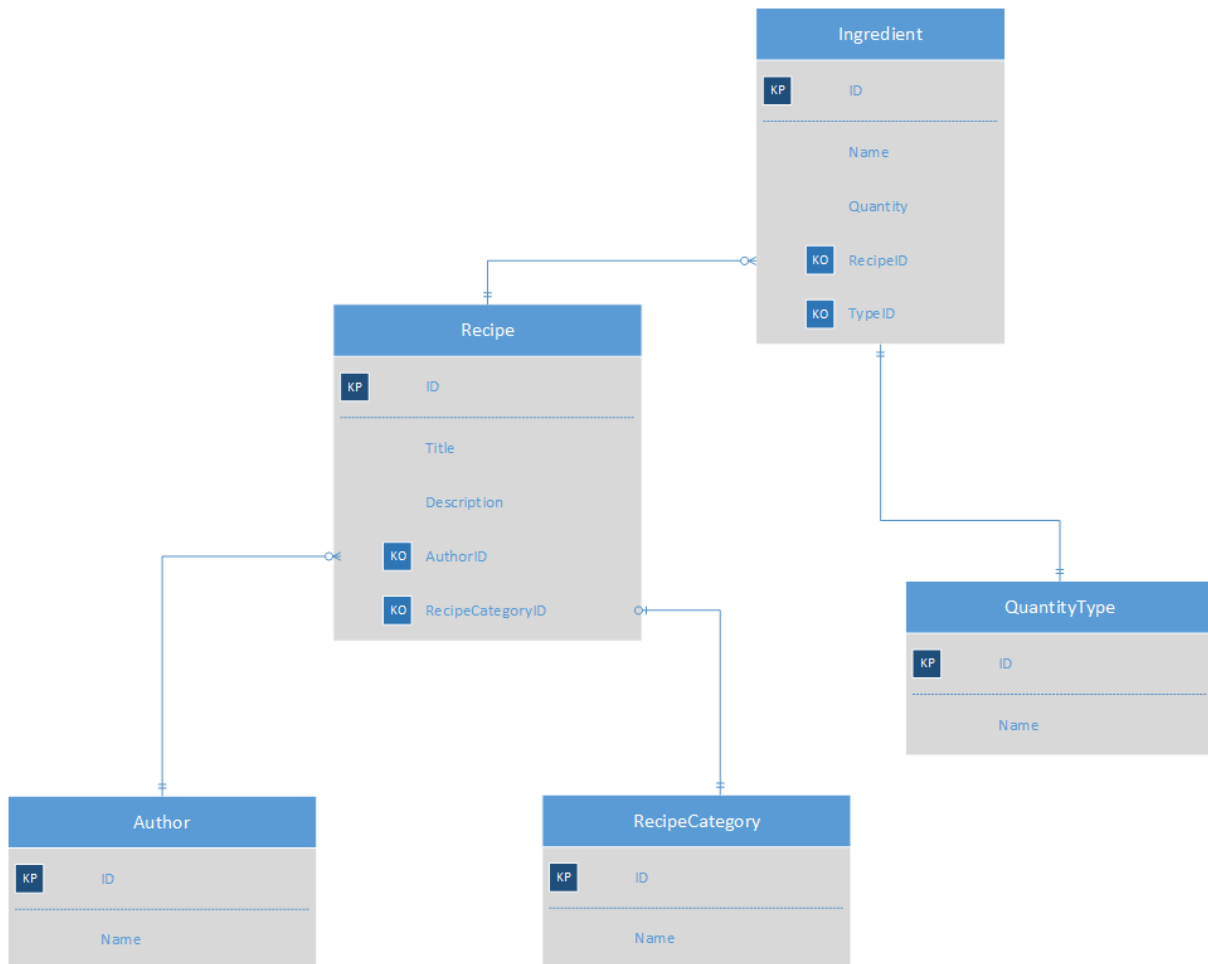 Ingredient
KP ID
Name
Quantity
KO RecipeID
KO TypeID
Recipe
KP ID
Title
Description
KO AuthorID
KO RecipeCategoryID
QuantityType
KP ID
Name
Author
KP ID
Name
RecipeCategory
KP ID
Name